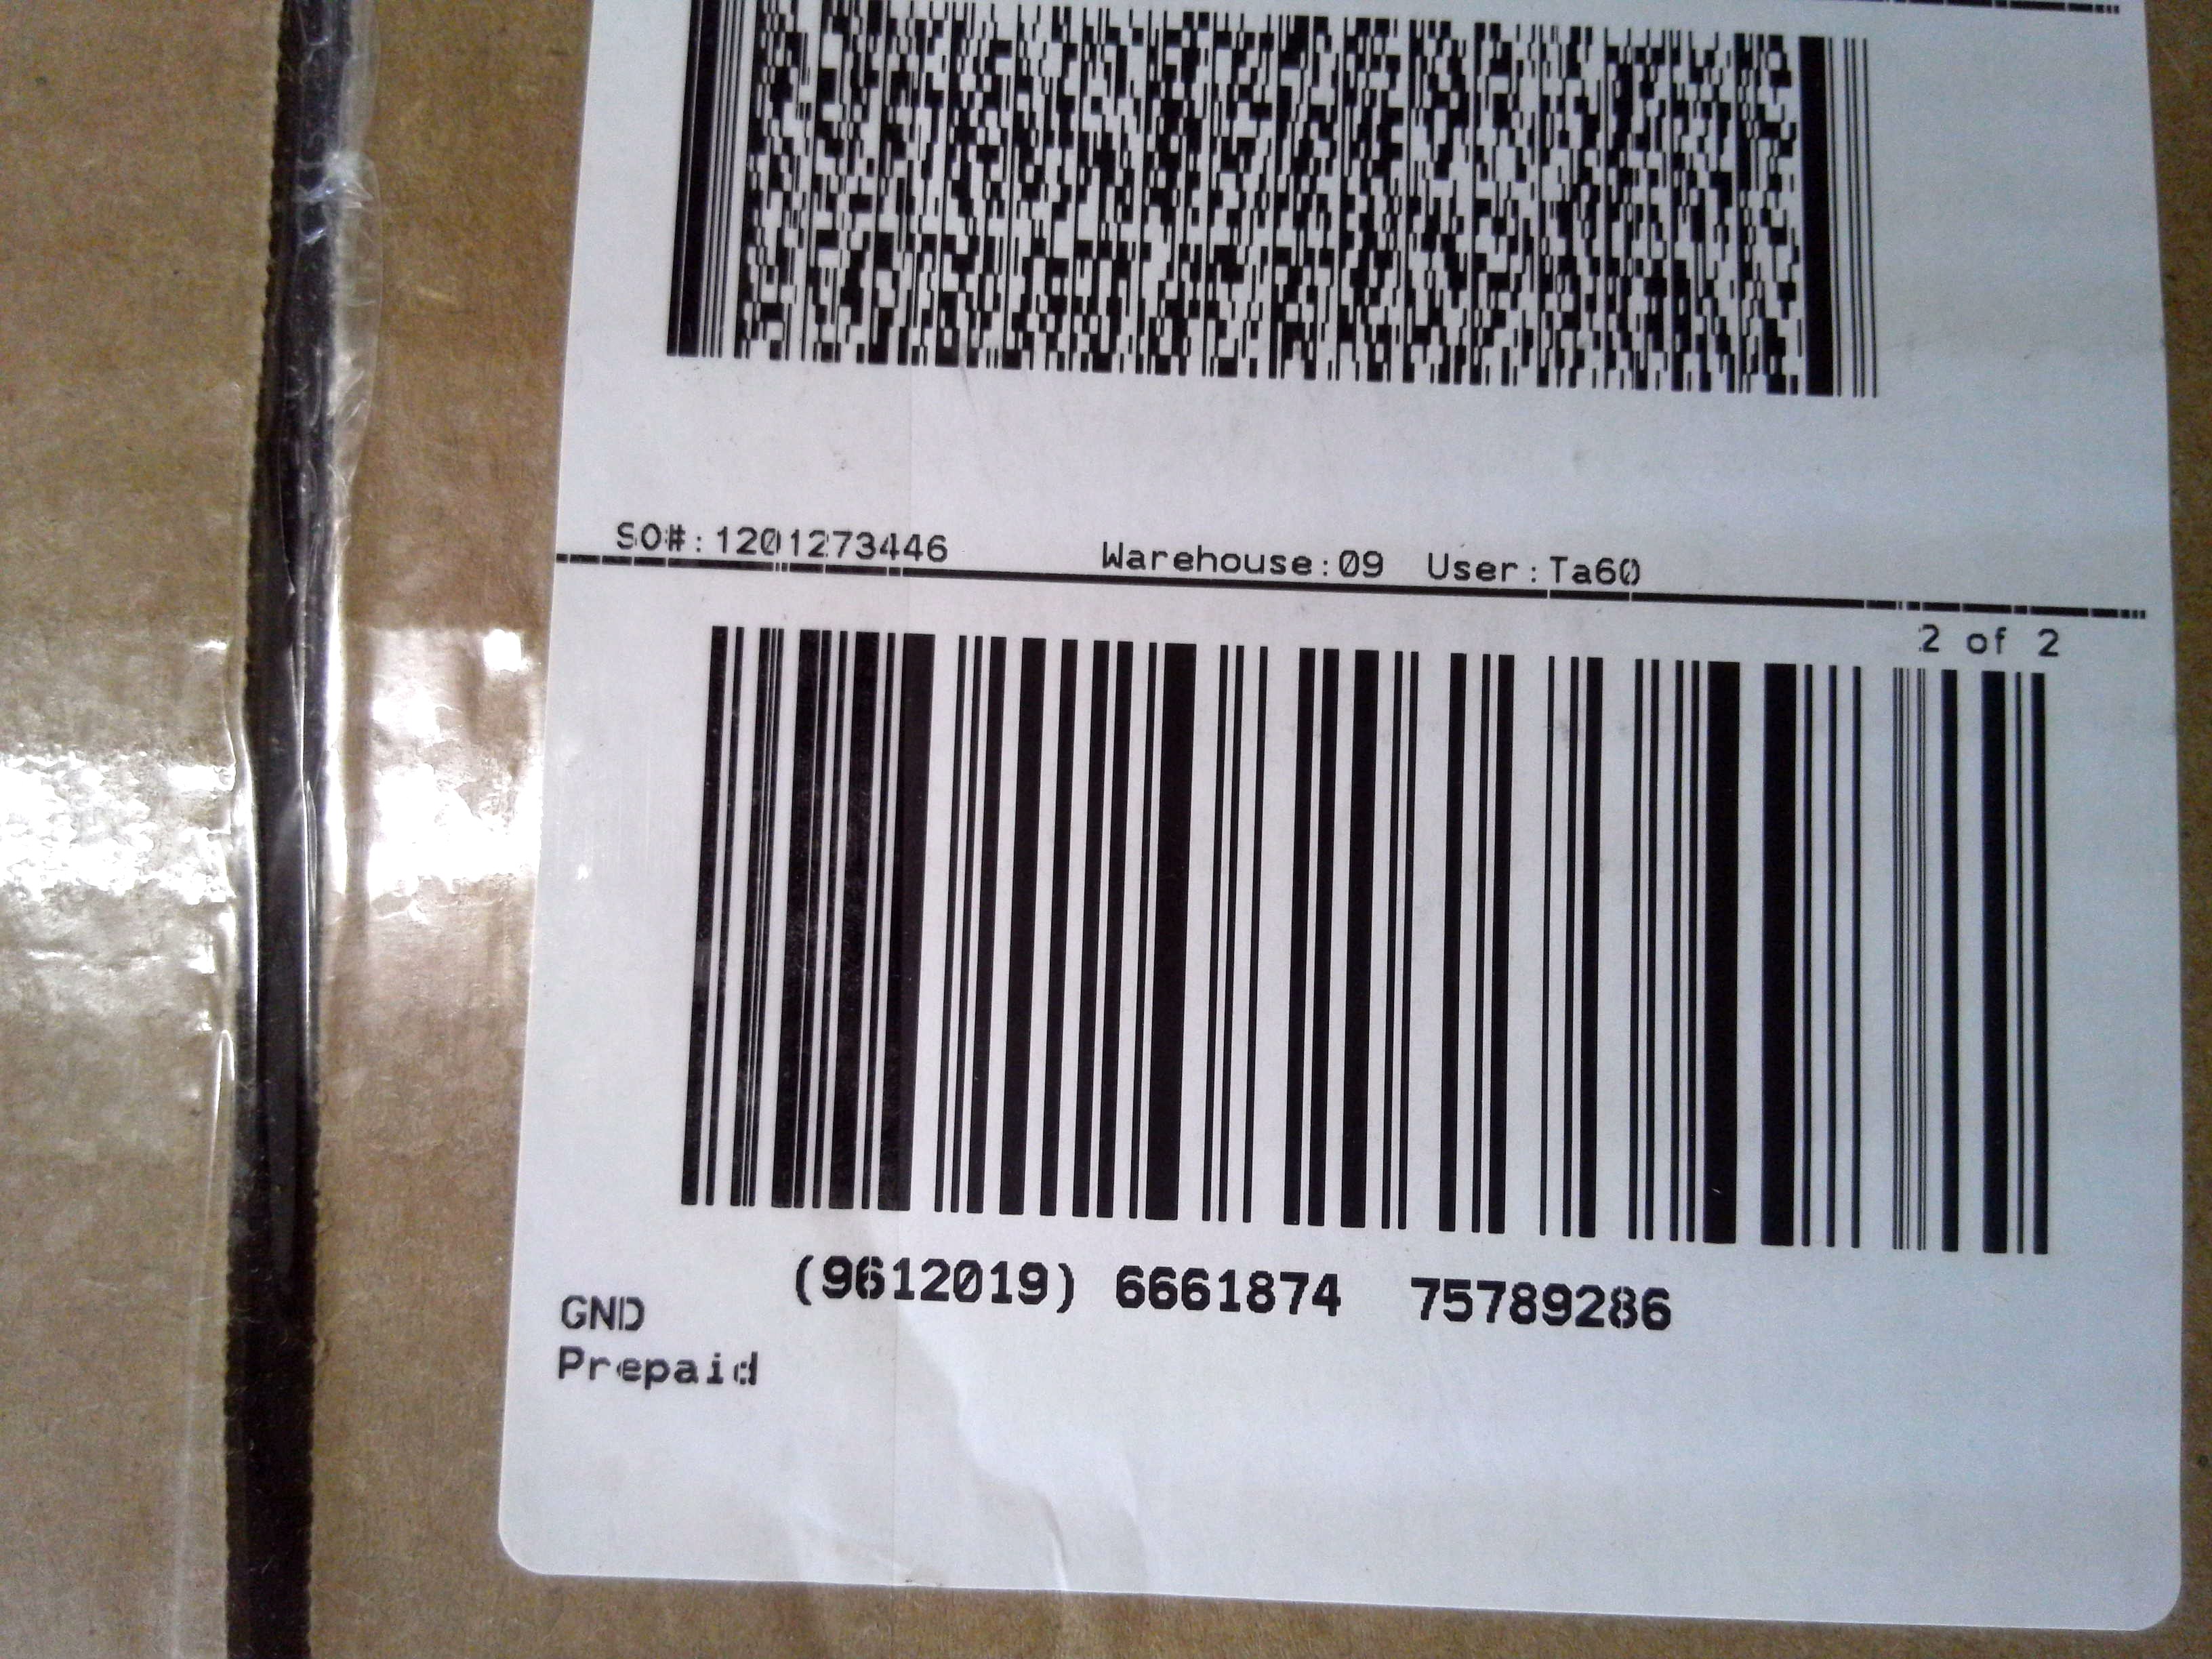 SO#:1201273446 Warehouse:09 User:Ta60
2 of 2
(9612019) 6661874 75789286
GND
Prepaid